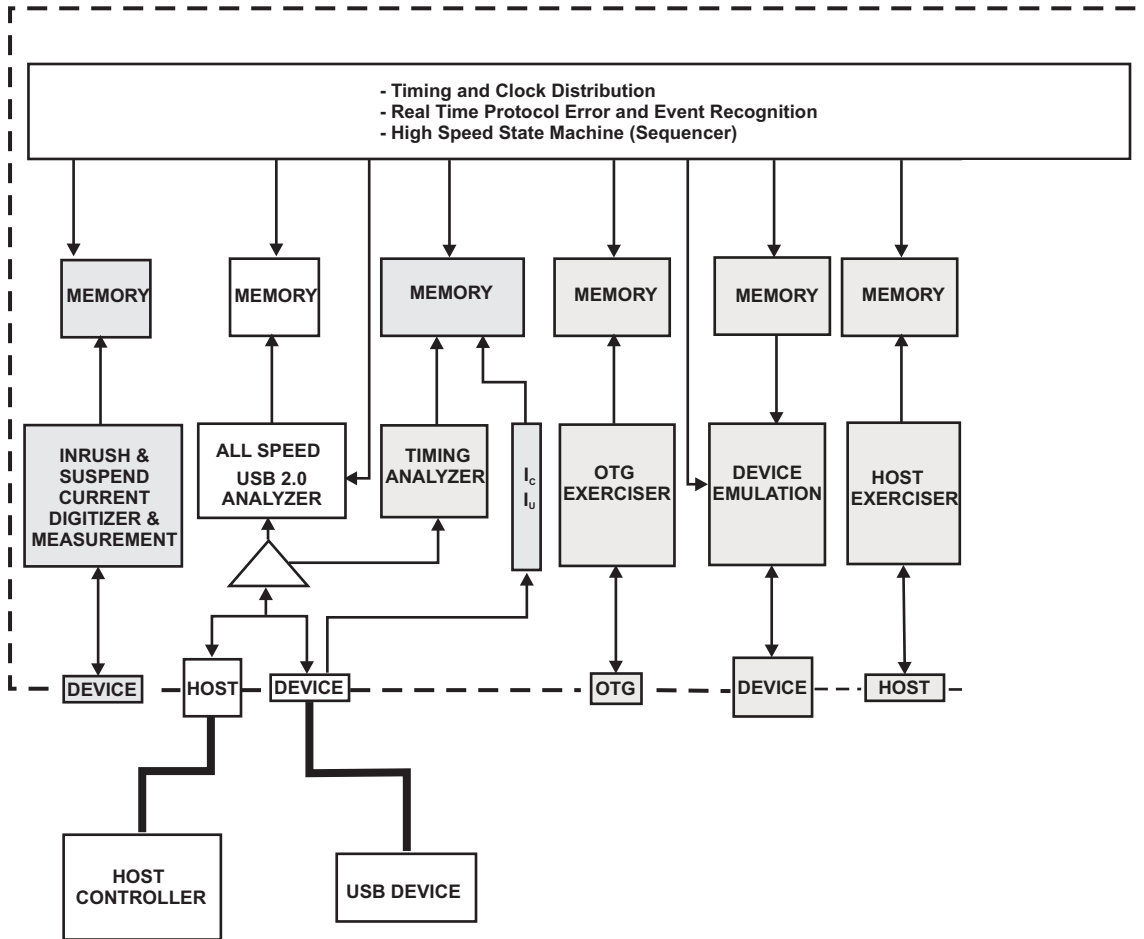 - Timing and Clock Distribution
- Real Time Protocol Error and Event Recognition
- High Speed State Machine (Sequencer)
MEMORY
MEMORY
MEMORY
MEMORY
MEMORY
MEMORY
INRUSH &
SUSPEND
CURRENT
DIGITIZER &
MEASUREMENT
ALL SPEED
USB 2.0
ANALYZER
TIMING
ANALYZER
IC
IU
OTG
EXERCISER
DEVICE
EMULATION
HOST
EXERCISER
DEVICE
HOST
DEVICE
OTG
DEVICE
HOST
HOST
CONTROLLER
USB DEVICE